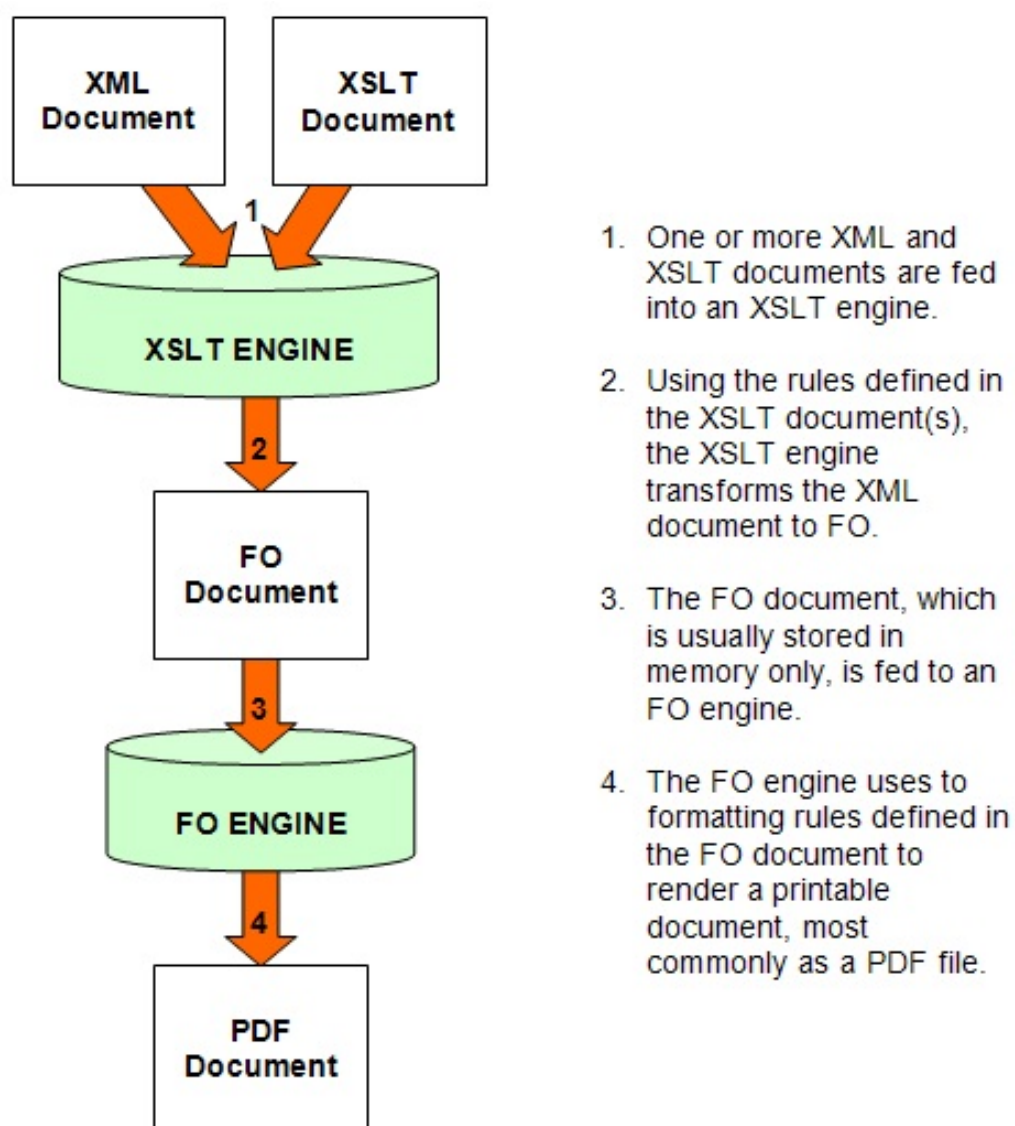 XML
Document
XSLT
Document
1
XSLT ENGINE
2
FO
Document
3
FO ENGINE
4
PDF
Document
1. One or more XML and
XSLT documents are fed
into an XSLT engine.
2. Using the rules defined in
the XSLT document(s),
the XSLT engine
transforms the XML
document to FO.
3. The FO document, which
is usually stored in
memory only, is fed to an
FO engine.
4. The FO engine uses to
formatting rules defined in
the FO document to
render a printable
document, most
commonly as a PDF file.